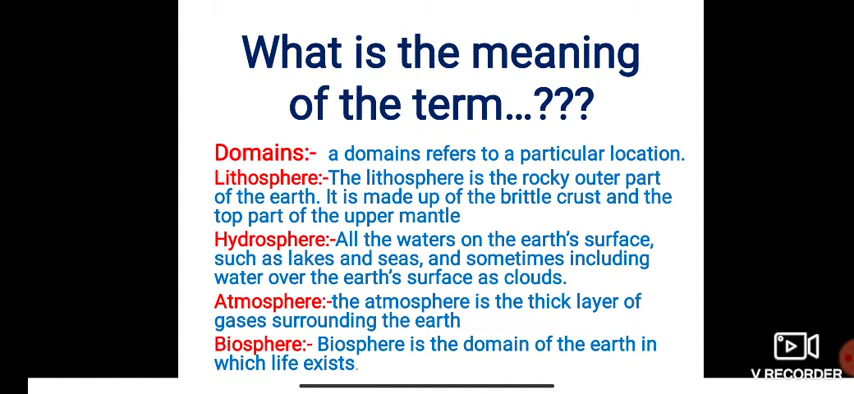 What is the meaning
of the term...???
Domains:- a domains refers to a particular location.
Lithosphere:-The lithosphere is the rocky outer part
of the earth. It is made up of the brittle crust and the
top part of the upper mantle
Hydrosphere:-All the waters on the earth's surface,
such as lakes and seas, and sometimes including
water over the earth's surface as clouds.
Atmosphere:-the atmosphere is the thick layer of
gases surrounding the earth
Biosphere:- Biosphere is the domain of the earth in
which life exists.
V RECORDER